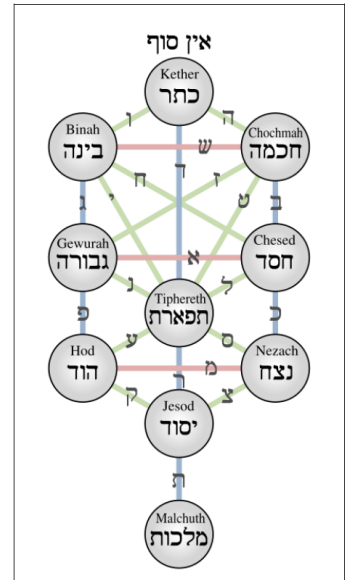 אין סוף
Kether
כתר
ו
ה
Binah
בינה
ש
Chochmah
חכמה
ד
ח
ז
ג
י
ט
ב
Gewurah
גבורה
א
Chesed
חסד
נ
ל
Tiphereth
תפארת
פ
כ
ע
ס
Hod
הוד
מ
Nezach
נצח
ר
ק
צ
Jesod
יסוד
ת
Malchuth
מלכות